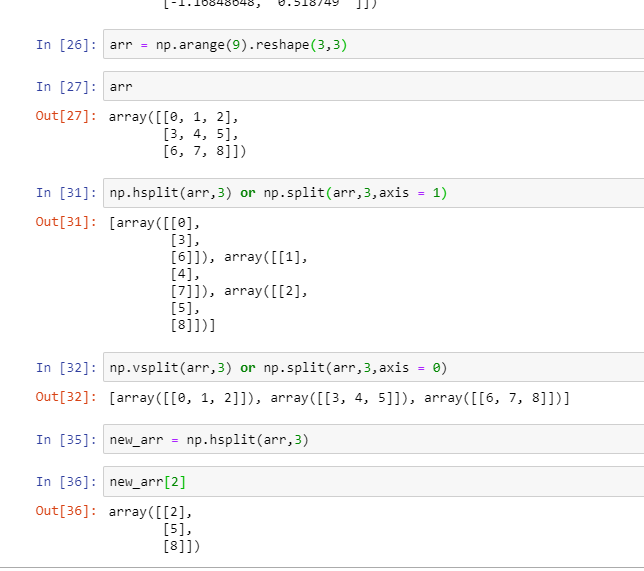 [-1.16848648, 0.518749 ]])
In [26]: arr = np.arange(9).reshape(3,3)
In [27]: arr
Out[27]: array([[0, 1, 2],
[3, 4, 5],
[6, 7, 8]])
In [31]: np.hsplit(arr,3) or np.split(arr,3,axis = 1)
Out[31]: [array([[0],
[3],
[6]]), array([[1],
[4],
[7]]), array([[2],
[5],
[8]])]
In [32]: np.vsplit(arr,3) or np.split(arr,3,axis = 0)
Out[32]: [array([[0, 1, 2]]), array([[3, 4, 5]]), array([[6, 7, 8]])]
In [35]: new_arr = np.hsplit(arr,3)
In [36]: new_arr[2]
Out[36]: array([[2],
[5],
[8]])